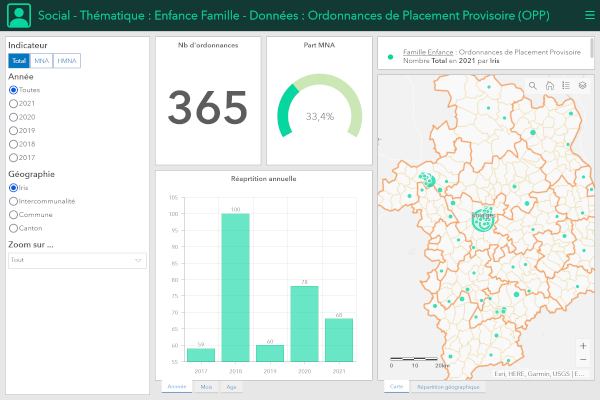 Social - Thématique : Enfance Famille - Données : Ordonnances de Placement Provisoire (OPP)
Indicateur
Total MNA HMNA
Année
Toutes
2021
2020
2019
2018
2017
Géographie
Iris
Intercommunalité
Commune
Canton
Zoom sur ...
Tout
Nb d'ordonnances
365
Part MNA
33,4%
Réaprtition annuelle
105
100
95
90
85
80
75
70
65
60
55
59
100
60
78
68
2017 2018 2019 2020 2021
Année Mois Age
Famille Enfance : Ordonnances de Placement Provisoire
Nombre Total en 2021 par Iris
0 10 20km
Esri, HERE, Garmin, USGS | E...
Carte Répartition géographique